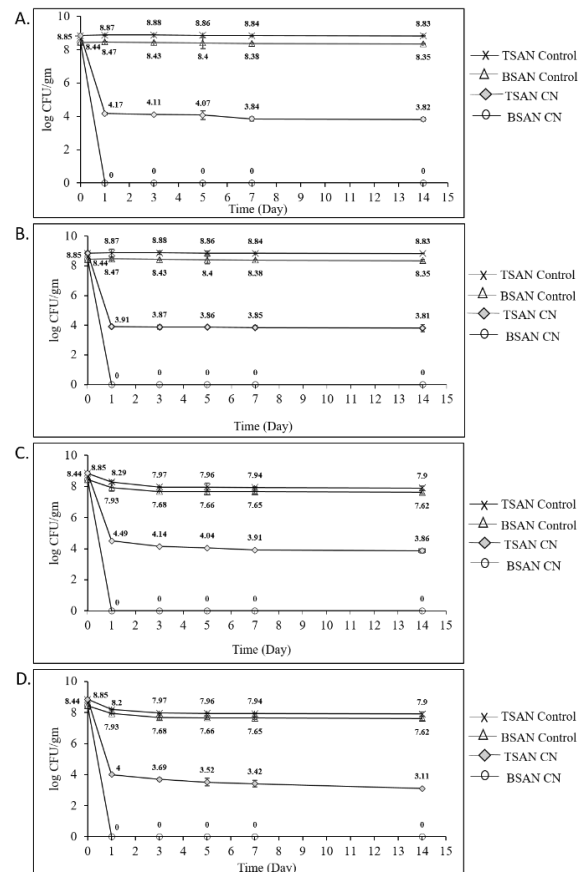 A.
10
8.87 8.88 8.86 8.84 8.83
8.85
8 8.44 8.47 8.43 8.4 8.38 8.35
6
4.17 4.11 4.07 3.84 3.82
4
2
0 0 0 0 0
0
0 1 2 3 4 5 6 7 8 9 10 11 12 13 14 15
log CFU/gm
Time (Day)
TSAN Control
BSAN Control
TSAN CN
BSAN CN
B.
10
8.87 8.88 8.86 8.84 8.83
8.85
8 8.44 8.47 8.43 8.4 8.38 8.35
6
3.91 3.87 3.86 3.85 3.81
4
2
0 0 0 0 0
0
0 1 2 3 4 5 6 7 8 9 10 11 12 13 14 15
log CFU/gm
Time (Day)
TSAN Control
BSAN Control
TSAN CN
BSAN CN
C.
10
8.85 8.29 7.97 7.96 7.94 7.9
8.44
8
7.93 7.68 7.66 7.65 7.62
6
4.49 4.14 4.04 3.91 3.86
4
2
0 0 0 0 0
0
0 1 2 3 4 5 6 7 8 9 10 11 12 13 14 15
log CFU/gm
Time (Day)
TSAN Control
BSAN Control
TSAN CN
BSAN CN
D.
10
8.85 8.2 7.97 7.96 7.94 7.9
8.44
8
7.93 7.68 7.66 7.65 7.62
6
4 3.69 3.52 3.42 3.11
4
2
0 0 0 0 0
0
0 1 2 3 4 5 6 7 8 9 10 11 12 13 14 15
log CFU/gm
Time (Day)
TSAN Control
BSAN Control
TSAN CN
BSAN CN